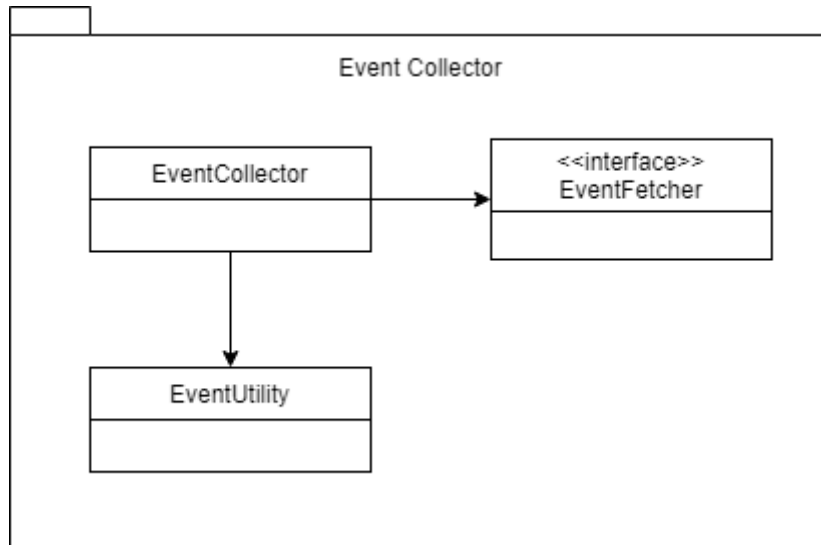 Event Collector
EventCollector
<<interface>>
EventFetcher
EventUtility